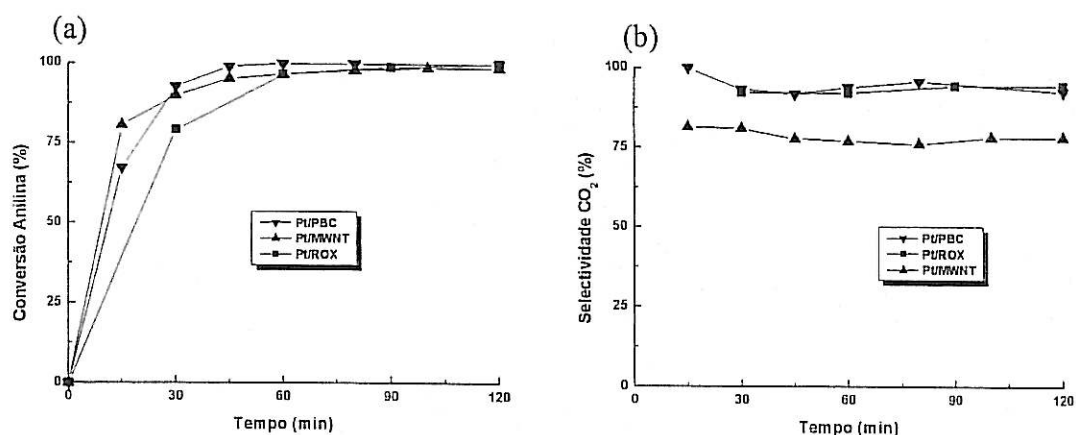 (a)
100
75
50
25
0
Conversão Anilina (%)
Pt/PBC
Pt/MWNT
Pt/ROX
0 30 60 90 120
Tempo (min)
(b)
100
75
50
25
0
Selectividade CO₂ (%)
Pt/PBC
Pt/ROX
Pt/MWNT
0 30 60 90 120
Tempo (min)